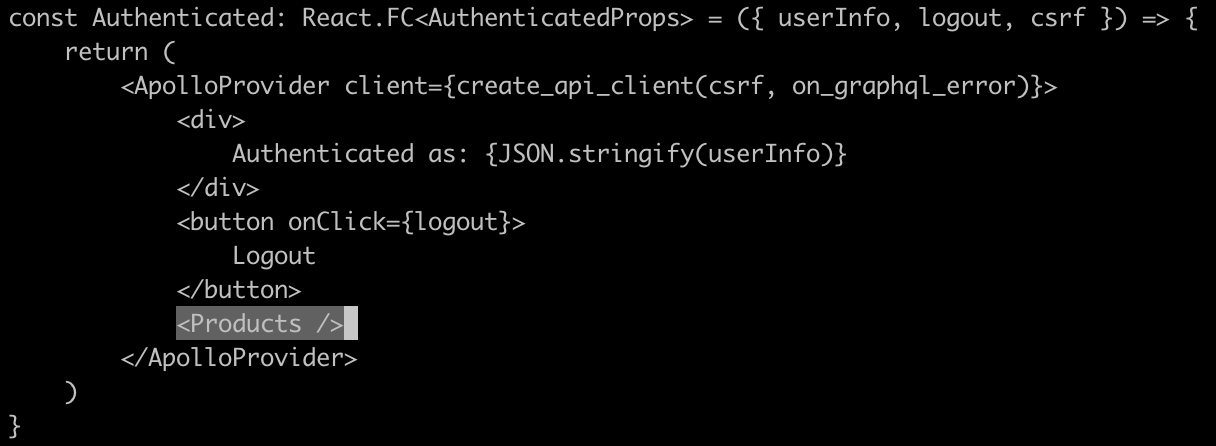 const Authenticated: React.FC<AuthenticatedProps> = ({ userInfo, logout, csrf }) => {
    return (
        <ApolloProvider client={create_api_client(csrf, on_graphql_error)}>
            <div>
                Authenticated as: {JSON.stringify(userInfo)}
            </div>
            <button onClick={logout}>
                Logout
            </button>
            <Products />
        </ApolloProvider>
    )
}